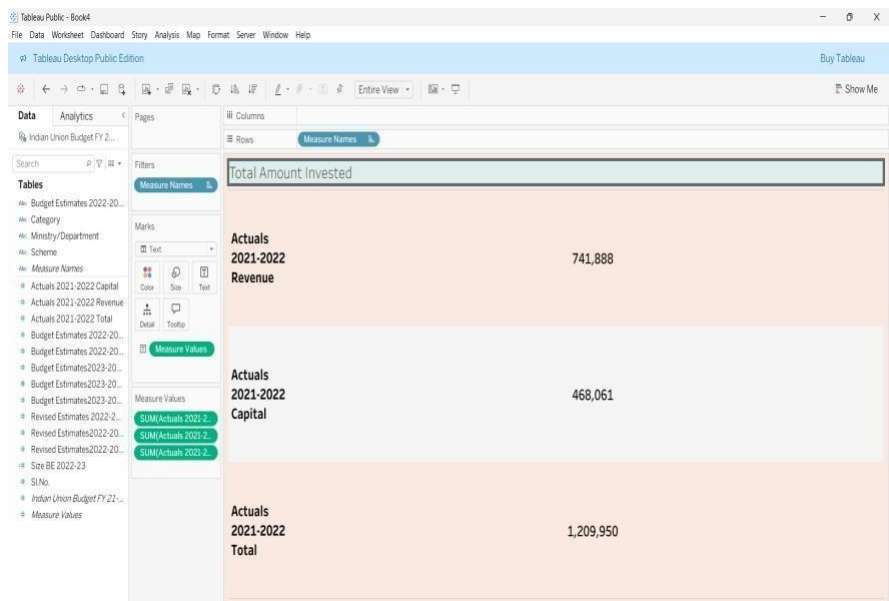 Tableau Public - Book4
File Data Worksheet Dashboard Story Analysis Map Format Server Window Help
Tableau Desktop Public Edition
Buy Tableau
Entire View
Show Me
Data Analytics
Pages
Columns
Indian Union Budget FY 2...
Rows
Measure Names
Search
Filters
Measure Names
Total Amount Invested
Tables
Abc Budget Estimates 2022-20...
Abc Category
Abc Ministry/Department
Abc Scheme
Abc Measure Names
# Actuals 2021-2022 Capital
# Actuals 2021-2022 Revenue
# Actuals 2021-2022 Total
# Budget Estimates 2022-20...
# Budget Estimates 2022-20...
# Budget Estimates2023-20...
# Budget Estimates2023-20...
# Budget Estimates2023-20...
# Revised Estimates 2022-2...
# Revised Estimates2022-20...
# Revised Estimates2022-20...
Size BE 2022-23
# Sl.No.
# Indian Union Budget FY 21-...
# Measure Values
Marks
Text
Color Size Text
Detail Tooltip
Measure Values
Measure Values
SUM(Actuals 2021-2..
SUM(Actuals 2021-2..
SUM(Actuals 2021-2..
Actuals
2021-2022
Revenue
741,888
Actuals
2021-2022
Capital
468,061
Actuals
2021-2022
Total
1,209,950